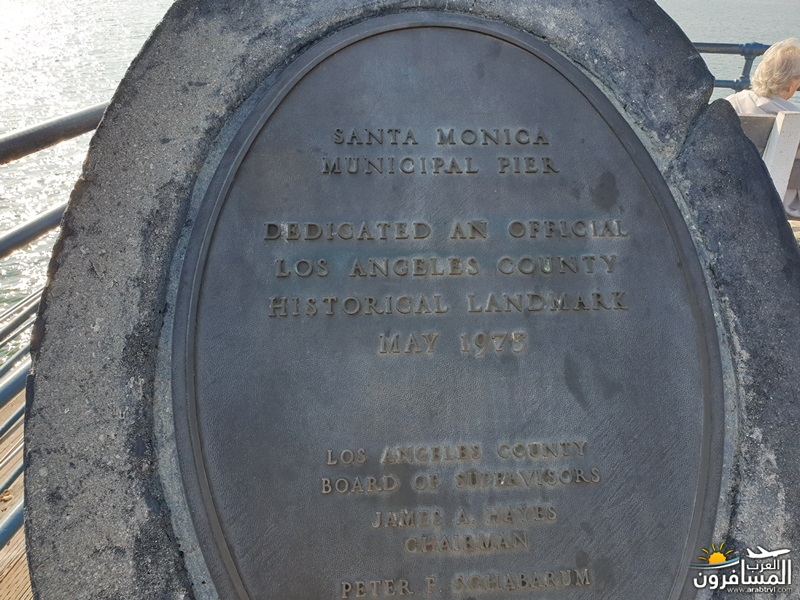 SANTA MONICA
MUNICIPAL PIER
DEDICATED AN OFFICIAL
LOS ANGELES COUNTY
HISTORICAL LANDMARK
MAY 1975
LOS ANGELES COUNTY
BOARD OF SUPERVISORS
JAMES A. HAYES
CHAIRMAN
PETER F. SCHABARUM
العرب
المسافرون
www.arabtrvl.com